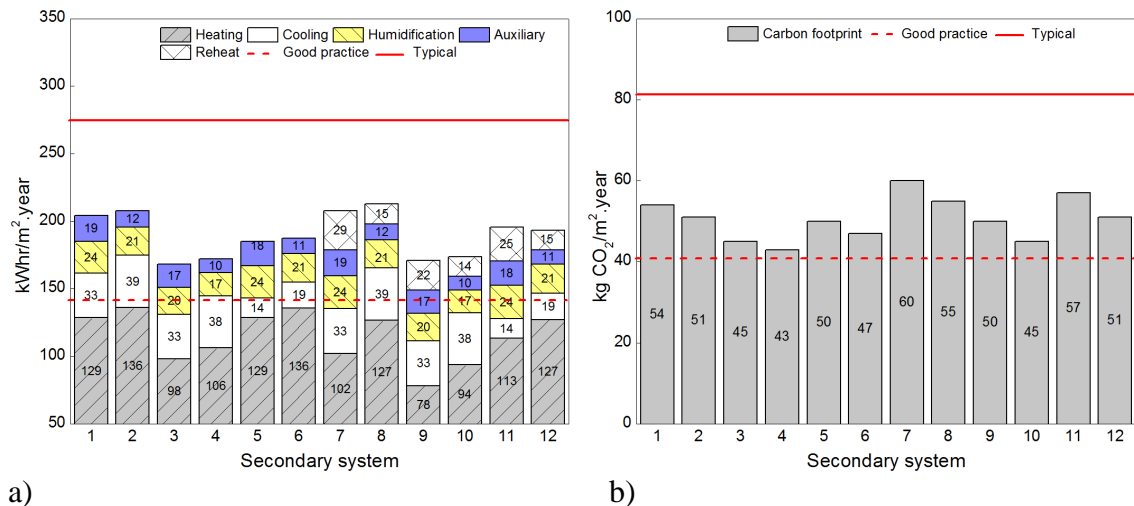 Heating Cooling Humidification Auxiliary
Reheat Good practice Typical
350
300
250
200
150
100
50
kWhr/m².year
19 12 17 10 18 11 29 15 22 14 25 15
24 21 20 17 24 21 19 12 17 10 18 11
33 39 33 38 14 19 24 21 20 17 24 21
129 136 98 106 129 136 33 39 33 38 14 19
102 127 78 94 113 127
1 2 3 4 5 6 7 8 9 10 11 12
Secondary system
a)
Carbon footprint Good practice Typical
100
80
60
40
20
0
kg CO₂/m².year
54 51 45 43 50 47 60 55 50 45 57 51
1 2 3 4 5 6 7 8 9 10 11 12
Secondary system
b)